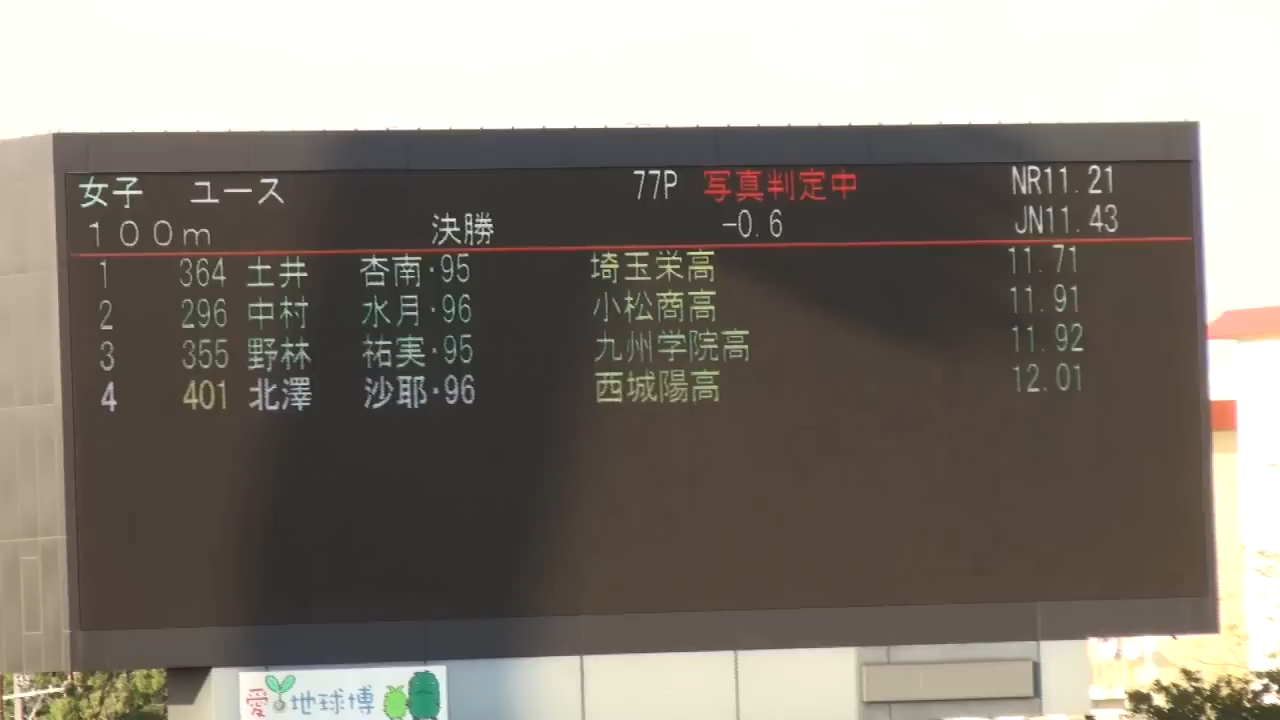 女子 ユース 77P 写真判定中 NR11.21
100m 決勝 -0.6 JN11.43
1 364 土井 杏南・95 埼玉栄高 11.71
2 296 中村 水月・96 小松商高 11.91
3 355 野林 祐実・95 九州学院高 11.92
4 401 北澤 沙耶・96 西城陽高 12.01
愛・地球博